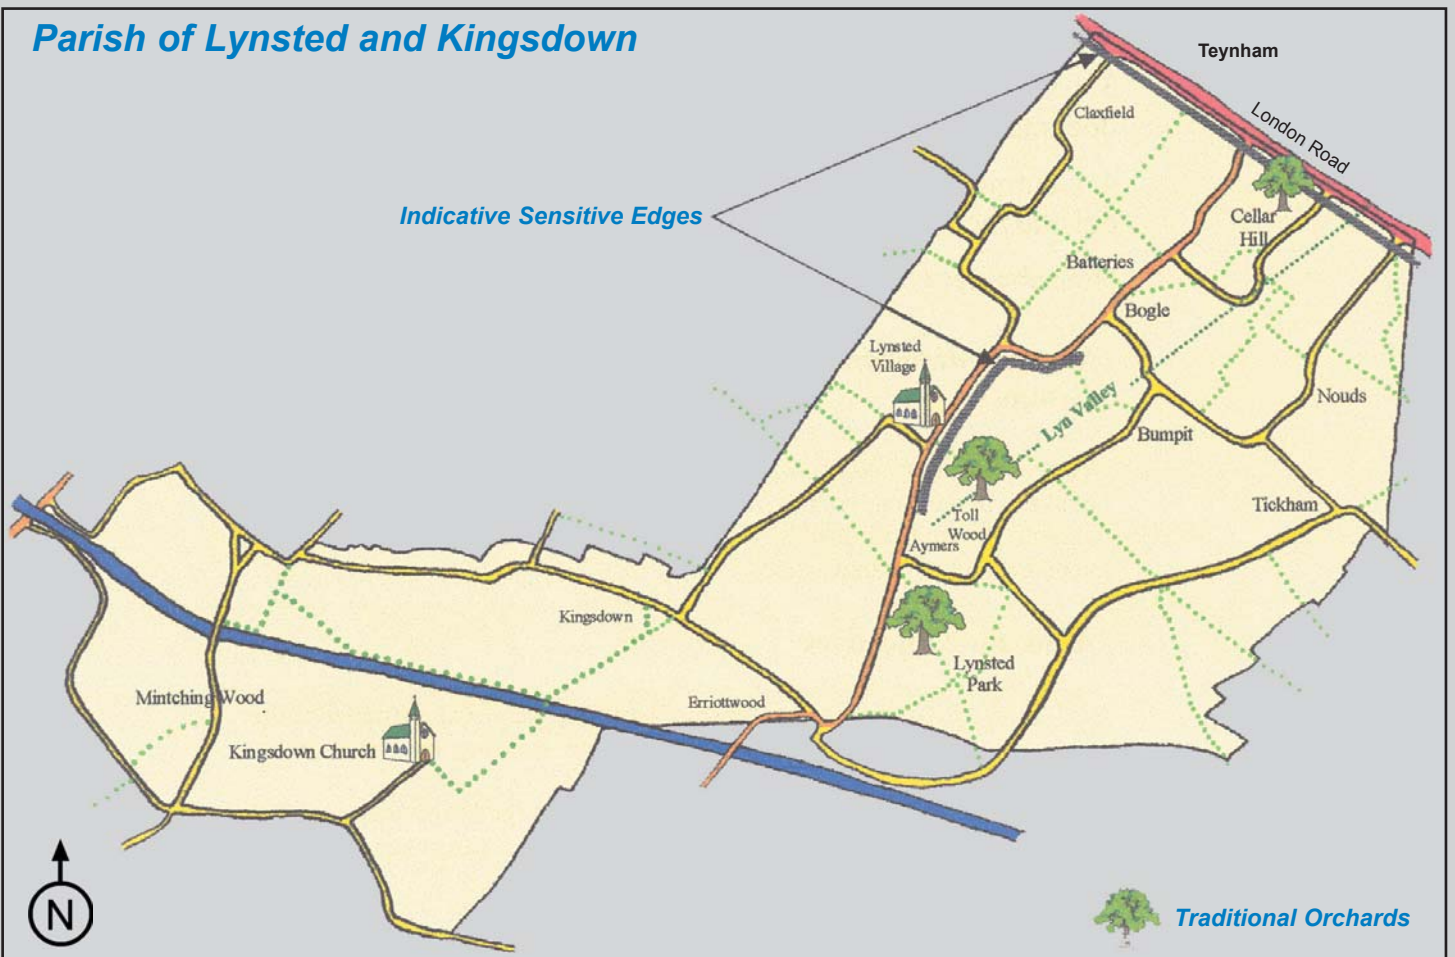 Parish of Lynsted and Kingsdown
Teynham
London Road
Claxfield
Indicative Sensitive Edges
Cellar
Hill
Batteries
Bogle
Lynsted
Village
Lyn Valley
Nouds
Bumpit
Tickham
Toll
Wood
Aymers
Kingsdown
Lynsted
Park
Erriottwood
Mintching Wood
Kingsdown Church
N
Traditional Orchards